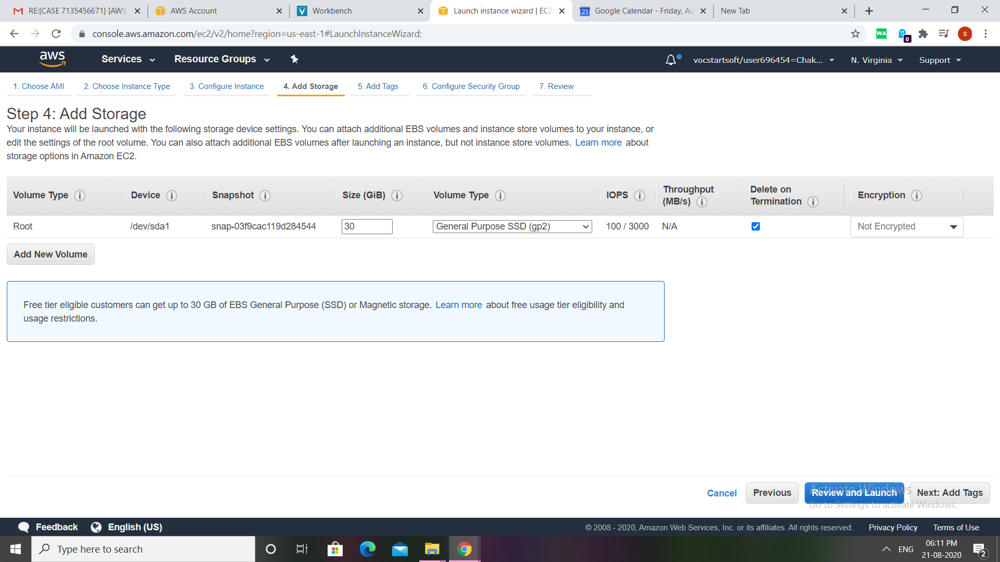 RE:[CASE 7135456671] [AWS
AWS Account
Workbench
Launch instance wizard | EC2
21
Google Calendar - Friday, Au
New Tab
console.aws.amazon.com/ec2/v2/home?region=us-east-1#LaunchInstanceWizard:
WA
0
S
aws
Services
Resource Groups
vocstartsoft/user696454=Chak...
N. Virginia
Support
1. Choose AMI
2. Choose Instance Type
3. Configure Instance
4. Add Storage
5. Add Tags
6. Configure Security Group
7. Review
Step 4: Add Storage
Your instance will be launched with the following storage device settings. You can attach additional EBS volumes and instance store volumes to your instance, or
edit the settings of the root volume. You can also attach additional EBS volumes after launching an instance, but not instance store volumes. Learn more about
storage options in Amazon EC2.
Volume Type
Device
Snapshot
Size (GiB)
Volume Type
IOPS
Throughput
(MB/s)
Delete on
Termination
Encryption
Root
/dev/sda1
snap-03f9cac119d284544
30
General Purpose SSD (gp2)
100 / 3000
N/A
Not Encrypted
Add New Volume
Free tier eligible customers can get up to 30 GB of EBS General Purpose (SSD) or Magnetic storage. Learn more about free usage tier eligibility and
usage restrictions.
Cancel
Previous
Review and Launch
Next: Add Tags
Activate Windows
Go to Settings to activate Windows.
Feedback
English (US)
© 2008 - 2020, Amazon Web Services, Inc. or its affiliates. All rights reserved.
Privacy Policy
Terms of Use
Type here to search
ENG
06:11 PM
21-08-2020
2